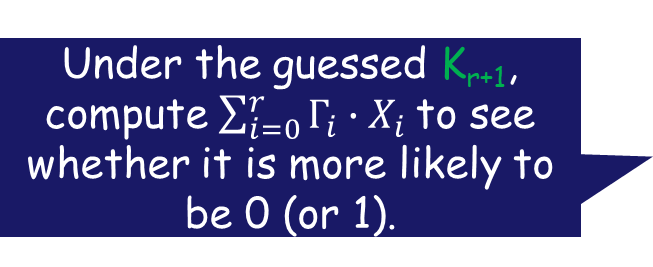 Under the guessed K_{r+1},
compute ∑_{i=0}^{r} Γ_i · X_i to see
whether it is more likely to
be 0 (or 1).